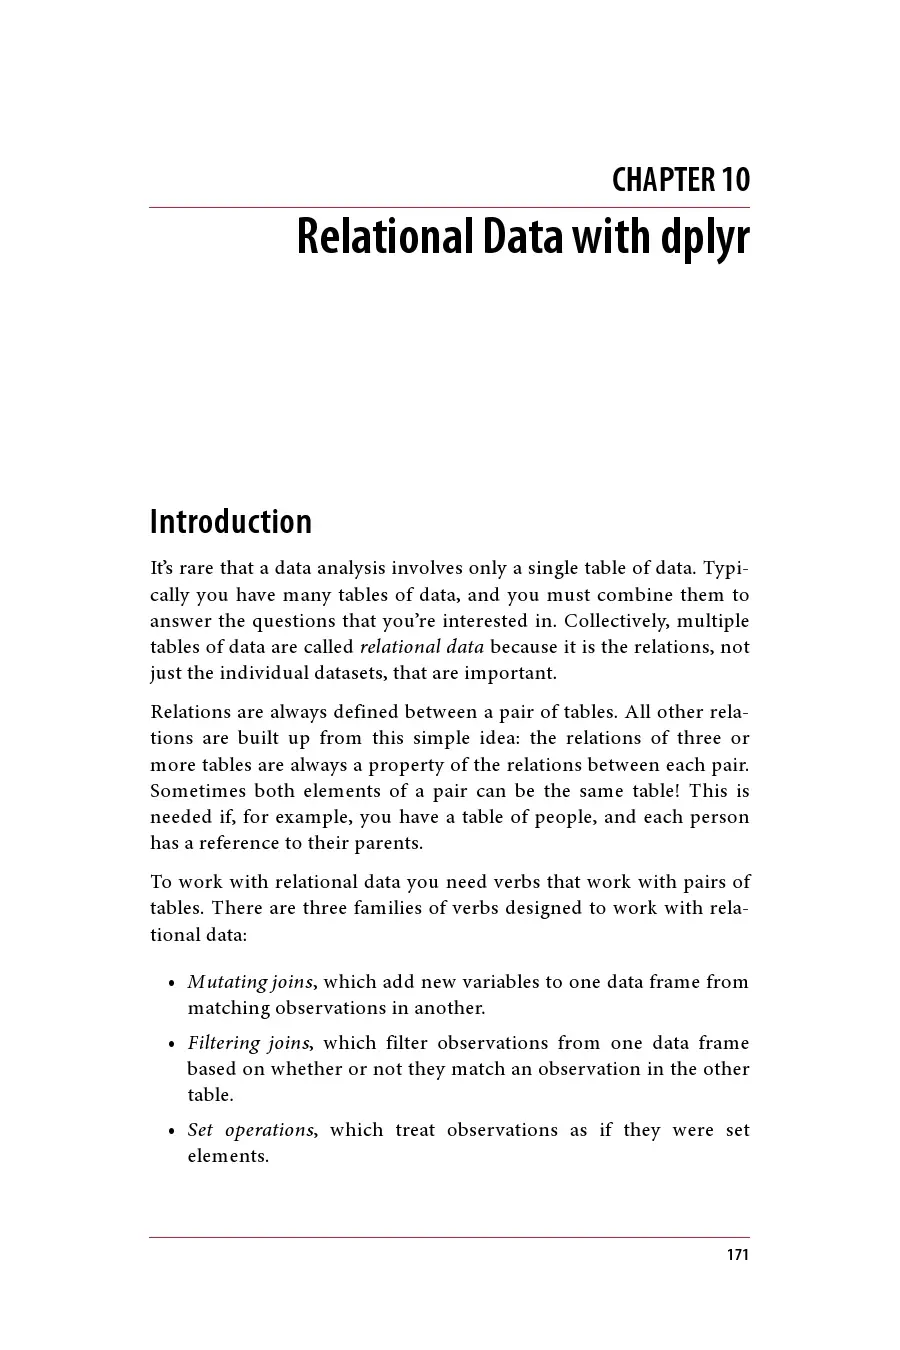 CHAPTER 10
Relational Data with dplyr
Introduction
It’s rare that a data analysis involves only a single table of data. Typi-
cally you have many tables of data, and you must combine them to
answer the questions that you’re interested in. Collectively, multiple
tables of data are called relational data because it is the relations, not
just the individual datasets, that are important.
Relations are always defined between a pair of tables. All other rela-
tions are built up from this simple idea: the relations of three or
more tables are always a property of the relations between each pair.
Sometimes both elements of a pair can be the same table! This is
needed if, for example, you have a table of people, and each person
has a reference to their parents.
To work with relational data you need verbs that work with pairs of
tables. There are three families of verbs designed to work with rela-
tional data:
• Mutating joins, which add new variables to one data frame from
matching observations in another.
• Filtering joins, which filter observations from one data frame
based on whether or not they match an observation in the other
table.
• Set operations, which treat observations as if they were set
elements.
171